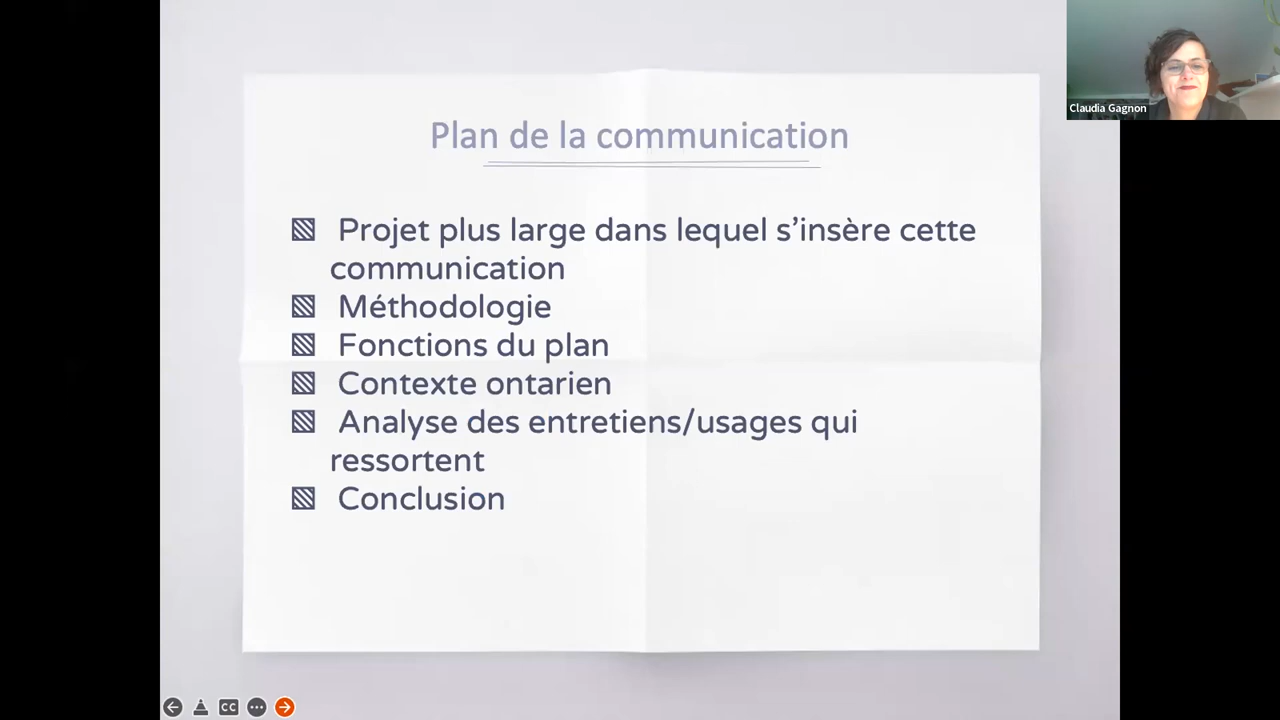 Plan de la communication
Projet plus large dans lequel s'insère cette
communication
Méthodologie
Fonctions du plan
Contexte ontarien
Analyse des entretiens/usages qui
ressortent
Conclusion
Claudia Gagnon
CC